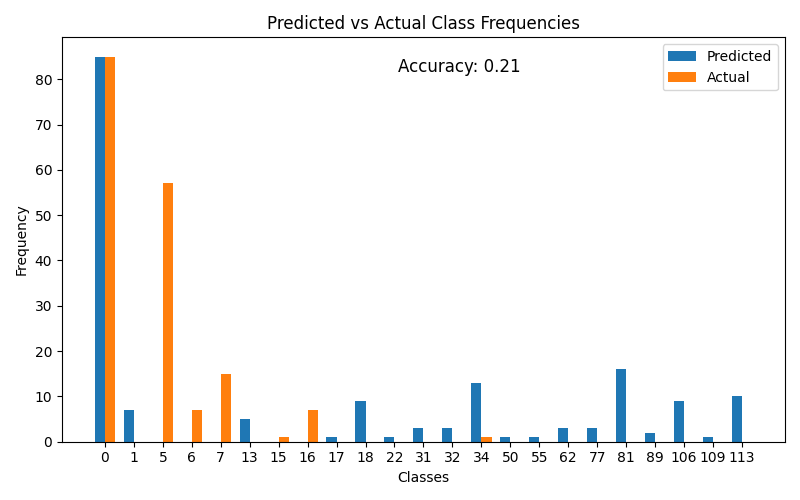 Predicted vs Actual Class Frequencies
Accuracy: 0.21
Predicted
Actual
Frequency
80
70
60
50
40
30
20
10
0
0 1 5 6 7 13 15 16 17 18 22 31 32 34 50 55 62 77 81 89 106 109 113
Classes